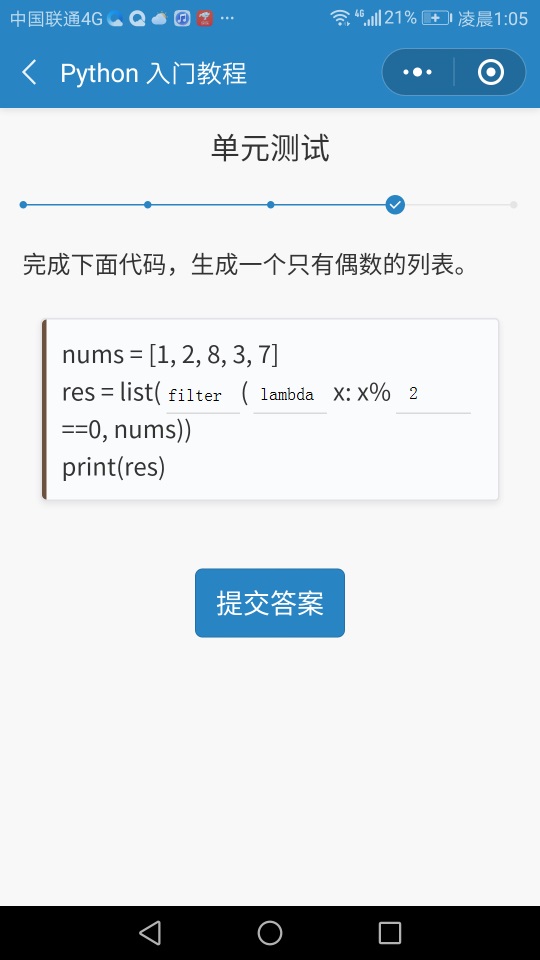 中国联通4G ··· 4G 21% 凌晨1:05
Python 入门教程
单元测试
完成下面代码，生成一个只有偶数的列表。
nums = [1, 2, 8, 3, 7]
res = list( filter ( lambda x: x% 2
==0, nums))
print(res)
提交答案